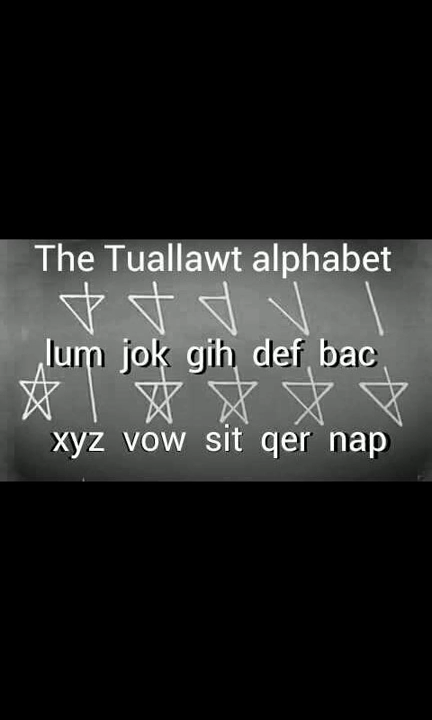 The Tuallawt alphabet
lum jok gih def bac
xyz vow sit qer nap